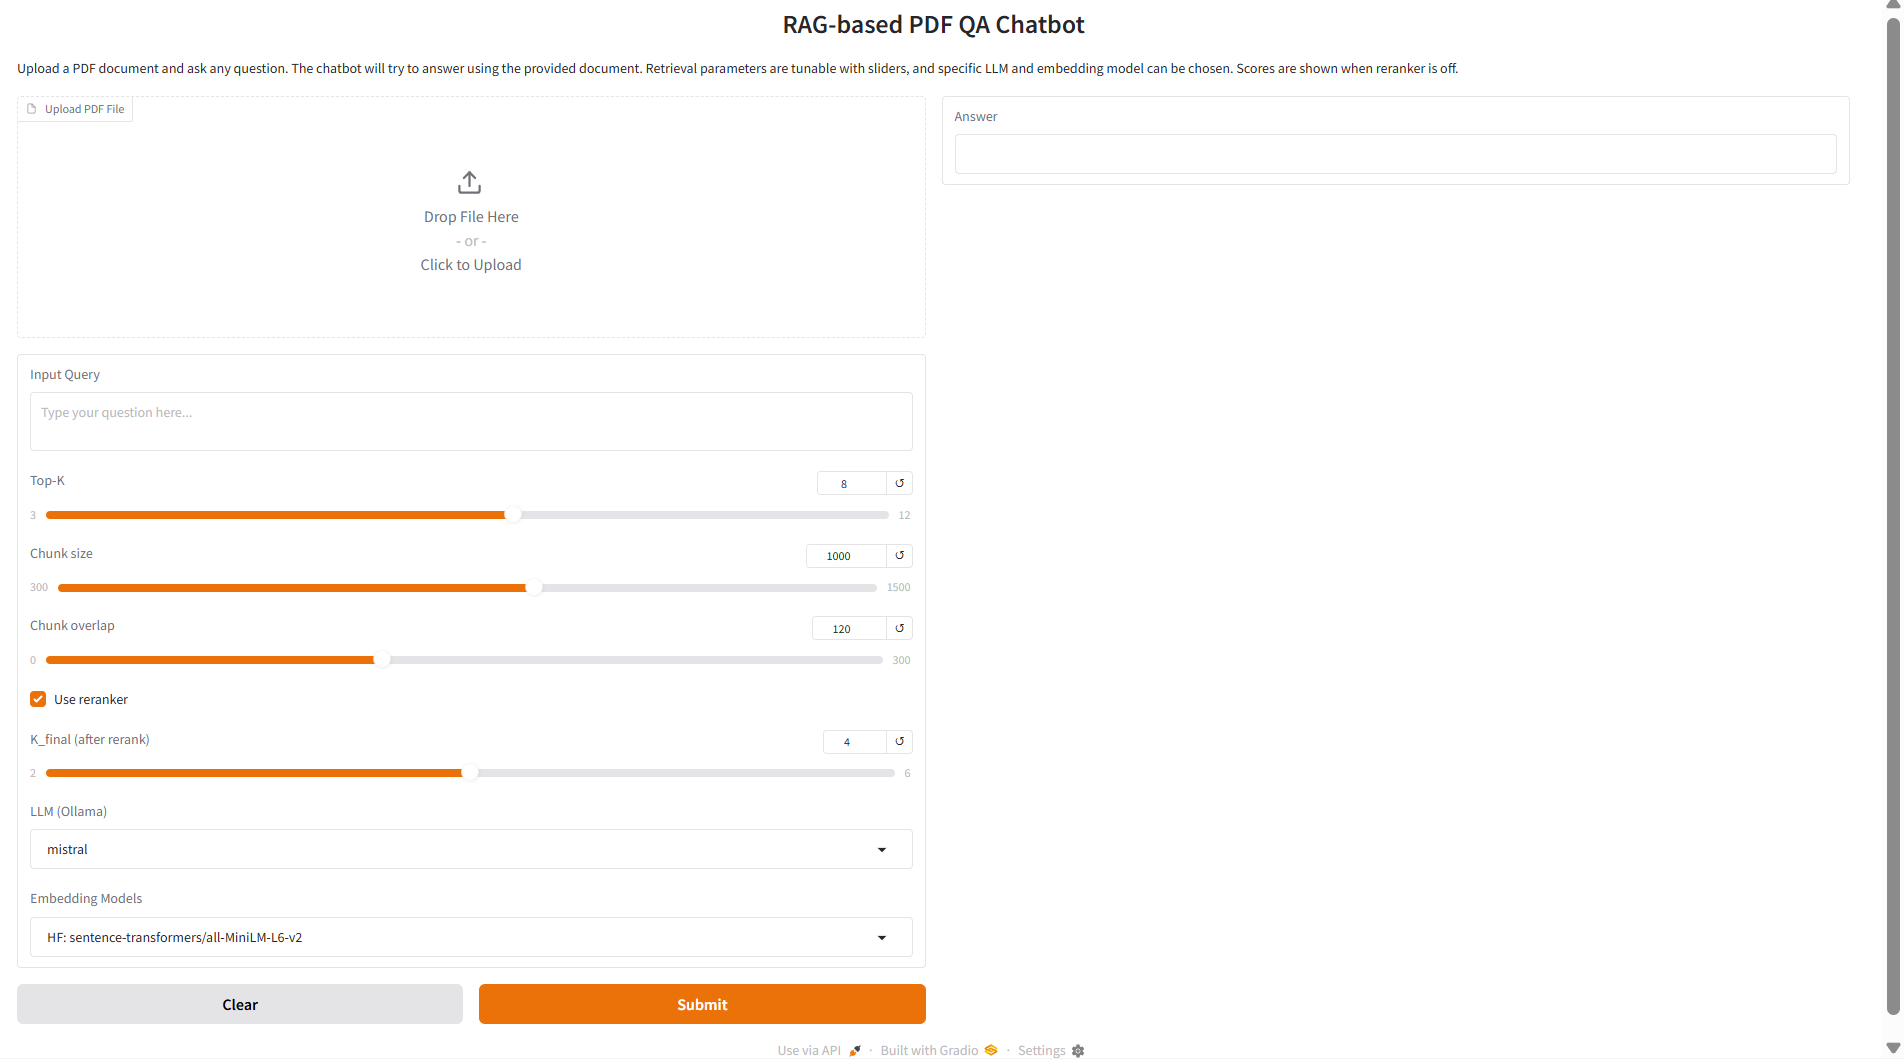 RAG-based PDF QA Chatbot
Upload a PDF document and ask any question. The chatbot will try to answer using the provided document. Retrieval parameters are tunable with sliders, and specific LLM and embedding model can be chosen. Scores are shown when reranker is off.
Upload PDF File
Drop File Here
- or -
Click to Upload
Input Query
Type your question here...
Top-K
8
3
12
Chunk size
1000
300
1500
Chunk overlap
120
0
300
Use reranker
K_final (after rerank)
4
2
6
LLM (Ollama)
mistral
Embedding Models
HF: sentence-transformers/all-MiniLM-L6-v2
Clear
Submit
Answer
Use via API · Built with Gradio · Settings